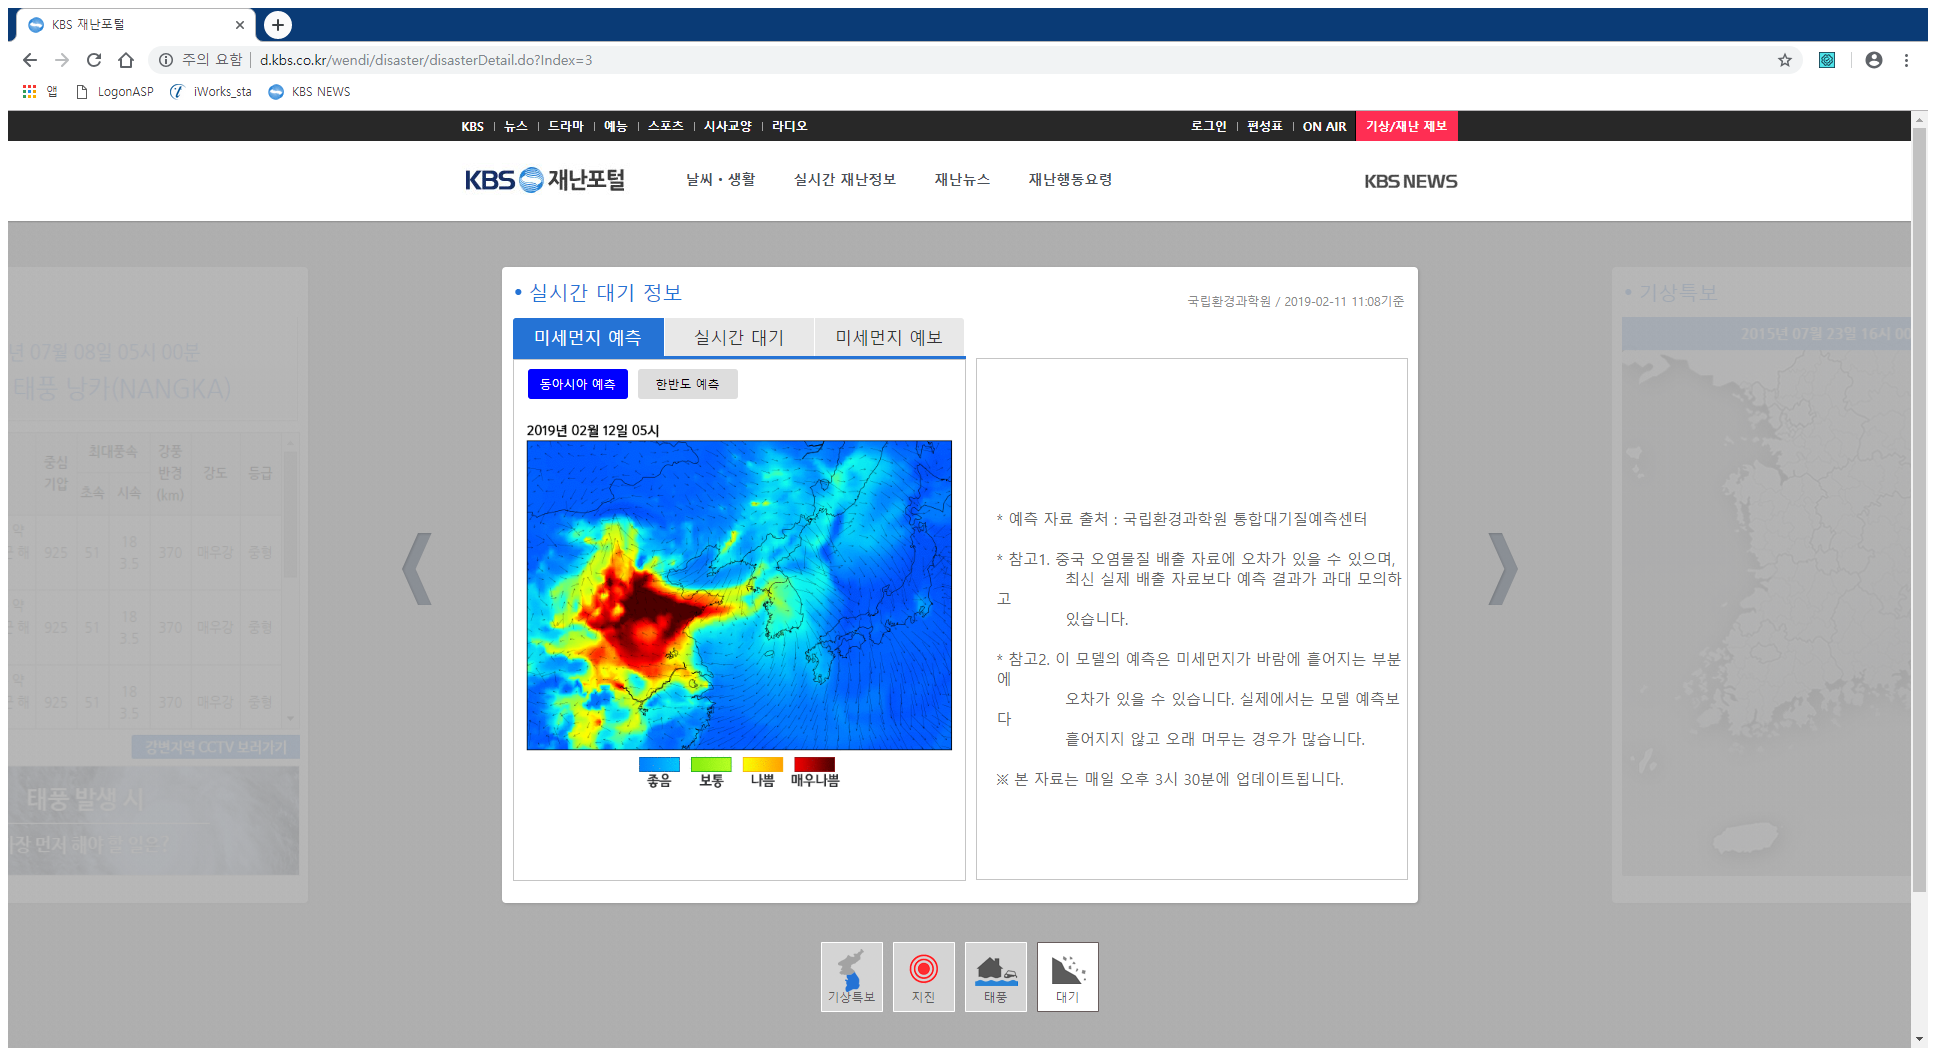 KBS 재난포털
주의 요함 d.kbs.co.kr/wendi/disaster/disasterDetail.do?Index=3
앱 LogonASP iWorks_sta KBS NEWS
KBS 뉴스 드라마 예능 스포츠 시사교양 라디오 로그인 편성표 ON AIR 기상/재난 제보
KBS 재난포털 날씨·생활 실시간 재난정보 재난뉴스 재난행동요령 KBS NEWS
• 실시간 대기 정보
국립환경과학원 / 2019-02-11 11:08기준
미세먼지 예측 실시간 대기 미세먼지 예보
동아시아 예측 한반도 예측
2019년 02월 12일 05시
좋음 보통 나쁨 매우나쁨
* 예측 자료 출처 : 국립환경과학원 통합대기질예측센터
* 참고1. 중국 오염물질 배출 자료에 오차가 있을 수 있으며,
최신 실제 배출 자료보다 예측 결과가 과대 모의하
고
있습니다.
* 참고2. 이 모델의 예측은 미세먼지가 바람에 흩어지는 부분
에
오차가 있을 수 있습니다. 실제에서는 모델 예측보
다
흩어지지 않고 오래 머무는 경우가 많습니다.
※ 본 자료는 매일 오후 3시 30분에 업데이트됩니다.
년 07월 08일 05시 00분
태풍 낭카(NANGKA)
중심 기압 최대풍속 초속 시속 강풍 반경 (km) 강도 등급
약
해 925 51 18 3.5 370 매우강 중형
약
해 925 51 18 3.5 370 매우강 중형
약
해 925 51 18 3.5 370 매우강 중형
강변지역 CCTV 보러가기
태풍 발생 시
장 먼저 해야 할 일은?
• 기상특보
2015년 07월 23일 16시 00
기상특보 지진 태풍 대기